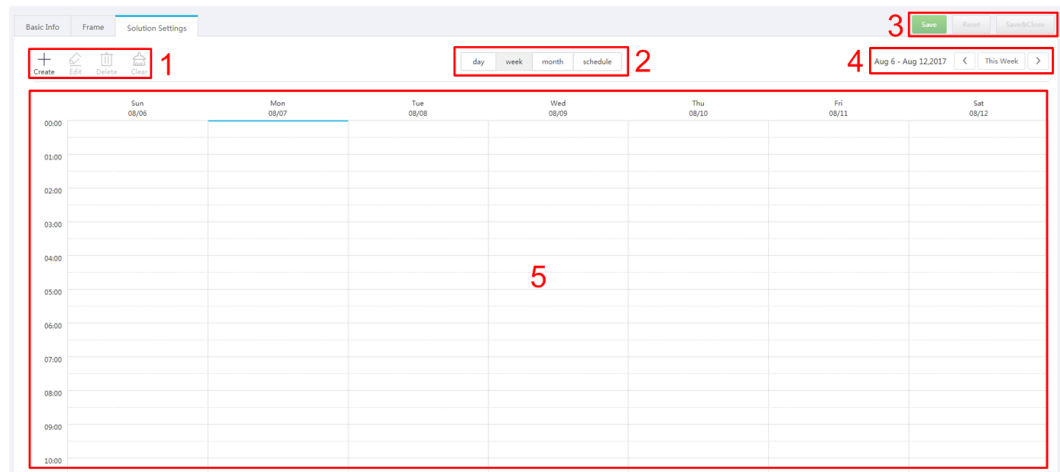 Basic Info Frame Solution Settings
3 Save Reset Save&Close
Create Edit Delete Clear 1
day week month schedule 2
4 Aug 6 - Aug 12,2017 < This Week >
Sun Mon Tue Wed Thu Fri Sat
08/06 08/07 08/08 08/09 08/10 08/11 08/12
00:00
01:00
02:00
03:00
04:00
5
05:00
06:00
07:00
08:00
09:00
10:00